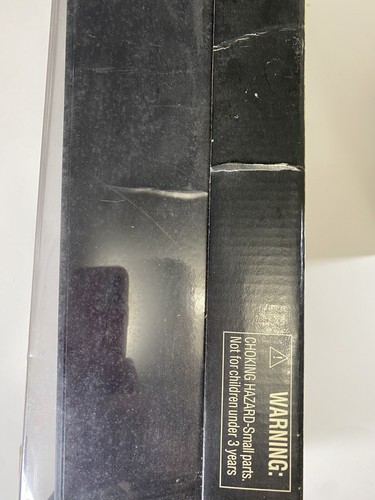 WARNING:
CHOKING HAZARD-Small parts.
Not for children under 3 years